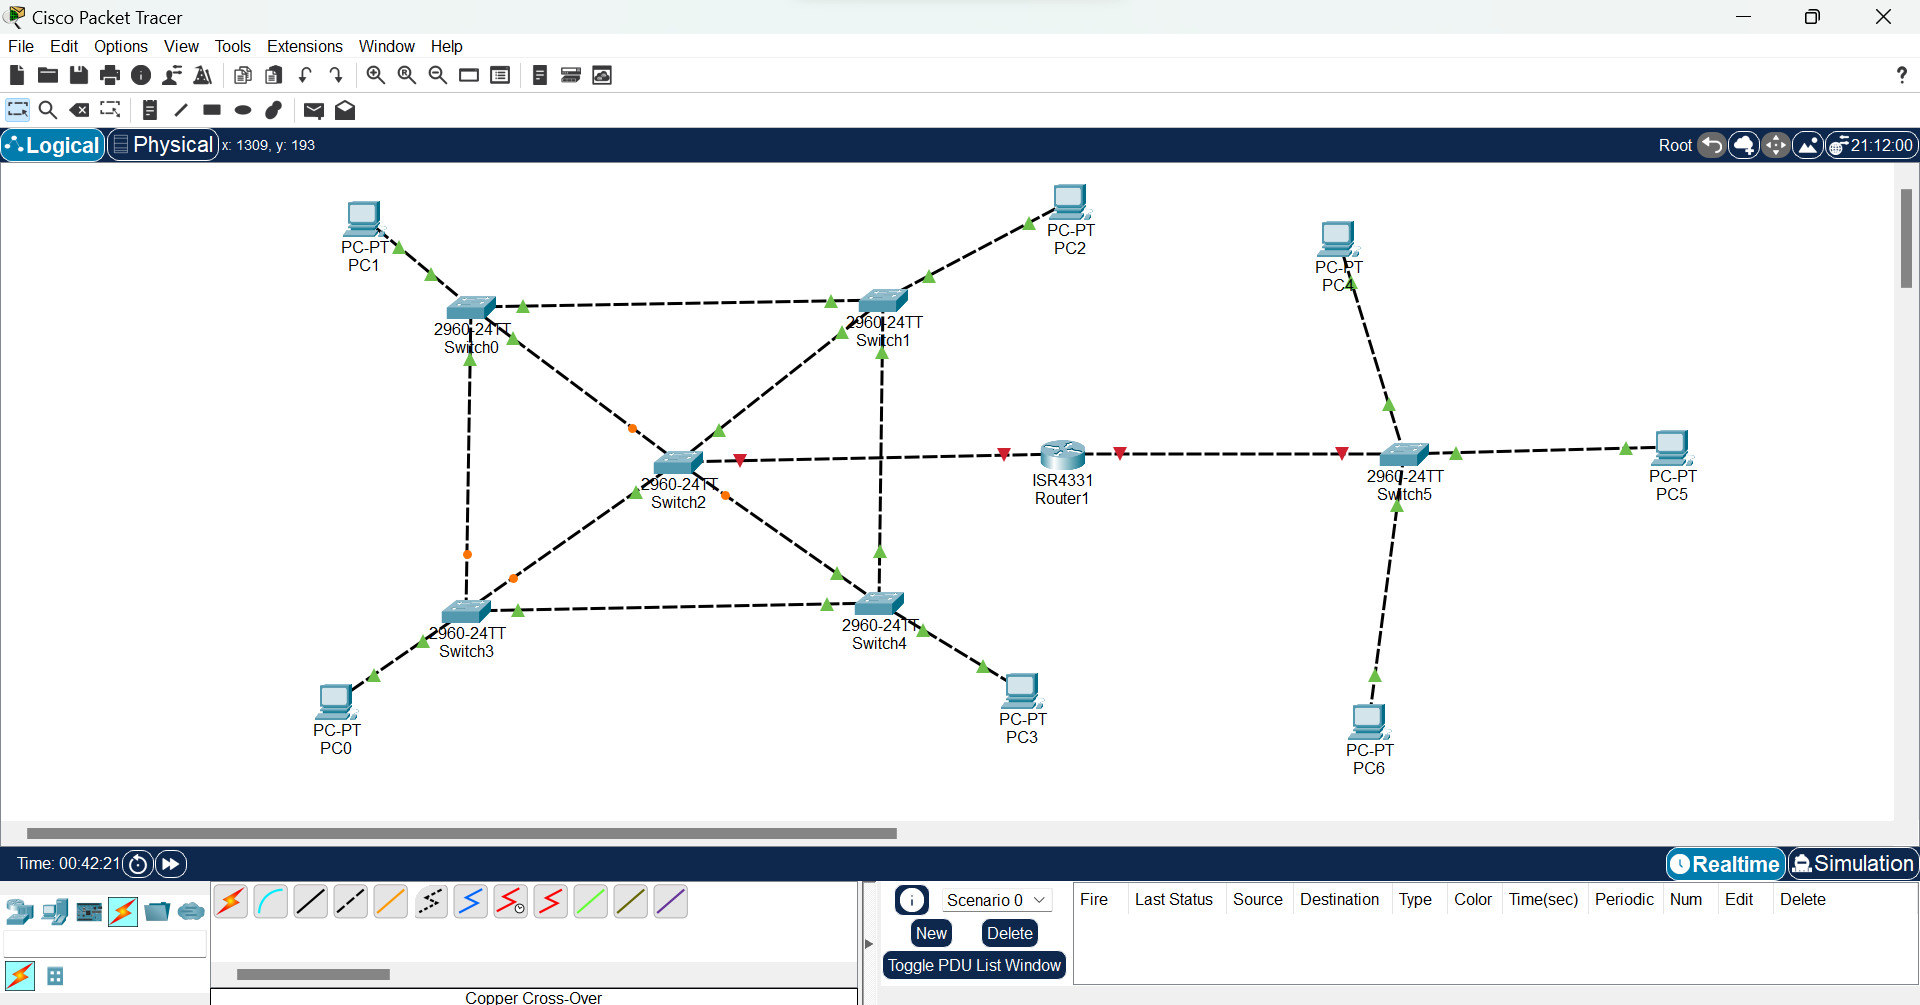 Cisco Packet Tracer
File Edit Options View Tools Extensions Window Help
?
Logical Physical x: 1309, y: 193 Root 21:12:00
PC-PT
PC1
PC-PT
PC2
PC-PT
PC4
2960-24TT
Switch0
2960-24TT
Switch1
2960-24TT
Switch2
ISR4331
Router1
2960-24TT
Switch5
PC-PT
PC5
2960-24TT
Switch3
2960-24TT
Switch4
PC-PT
PC0
PC-PT
PC3
PC-PT
PC6
Time: 00:42:21 Realtime Simulation
Scenario 0
New Delete
Toggle PDU List Window
Fire Last Status Source Destination Type Color Time(sec) Periodic Num Edit Delete
Copper Cross-Over